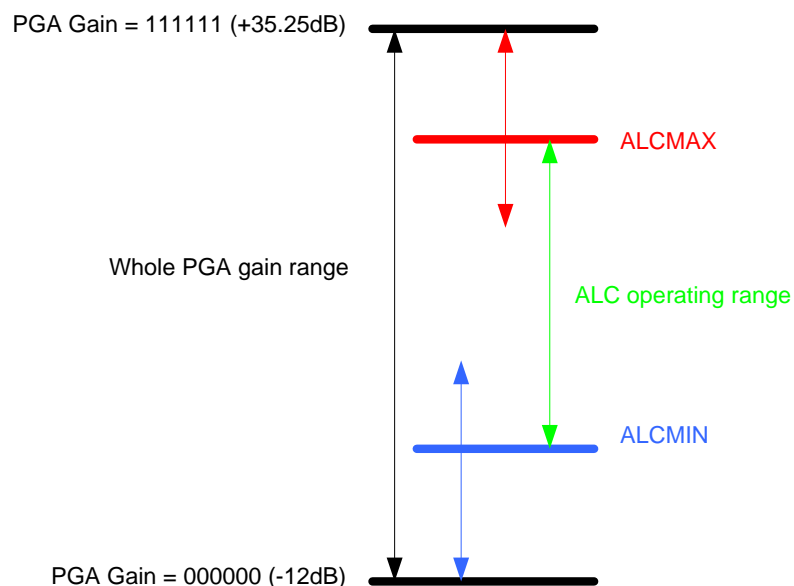 PGA Gain = 111111 (+35.25dB)
ALCMAX
Whole PGA gain range
ALC operating range
ALCMIN
PGA Gain = 000000 (-12dB)